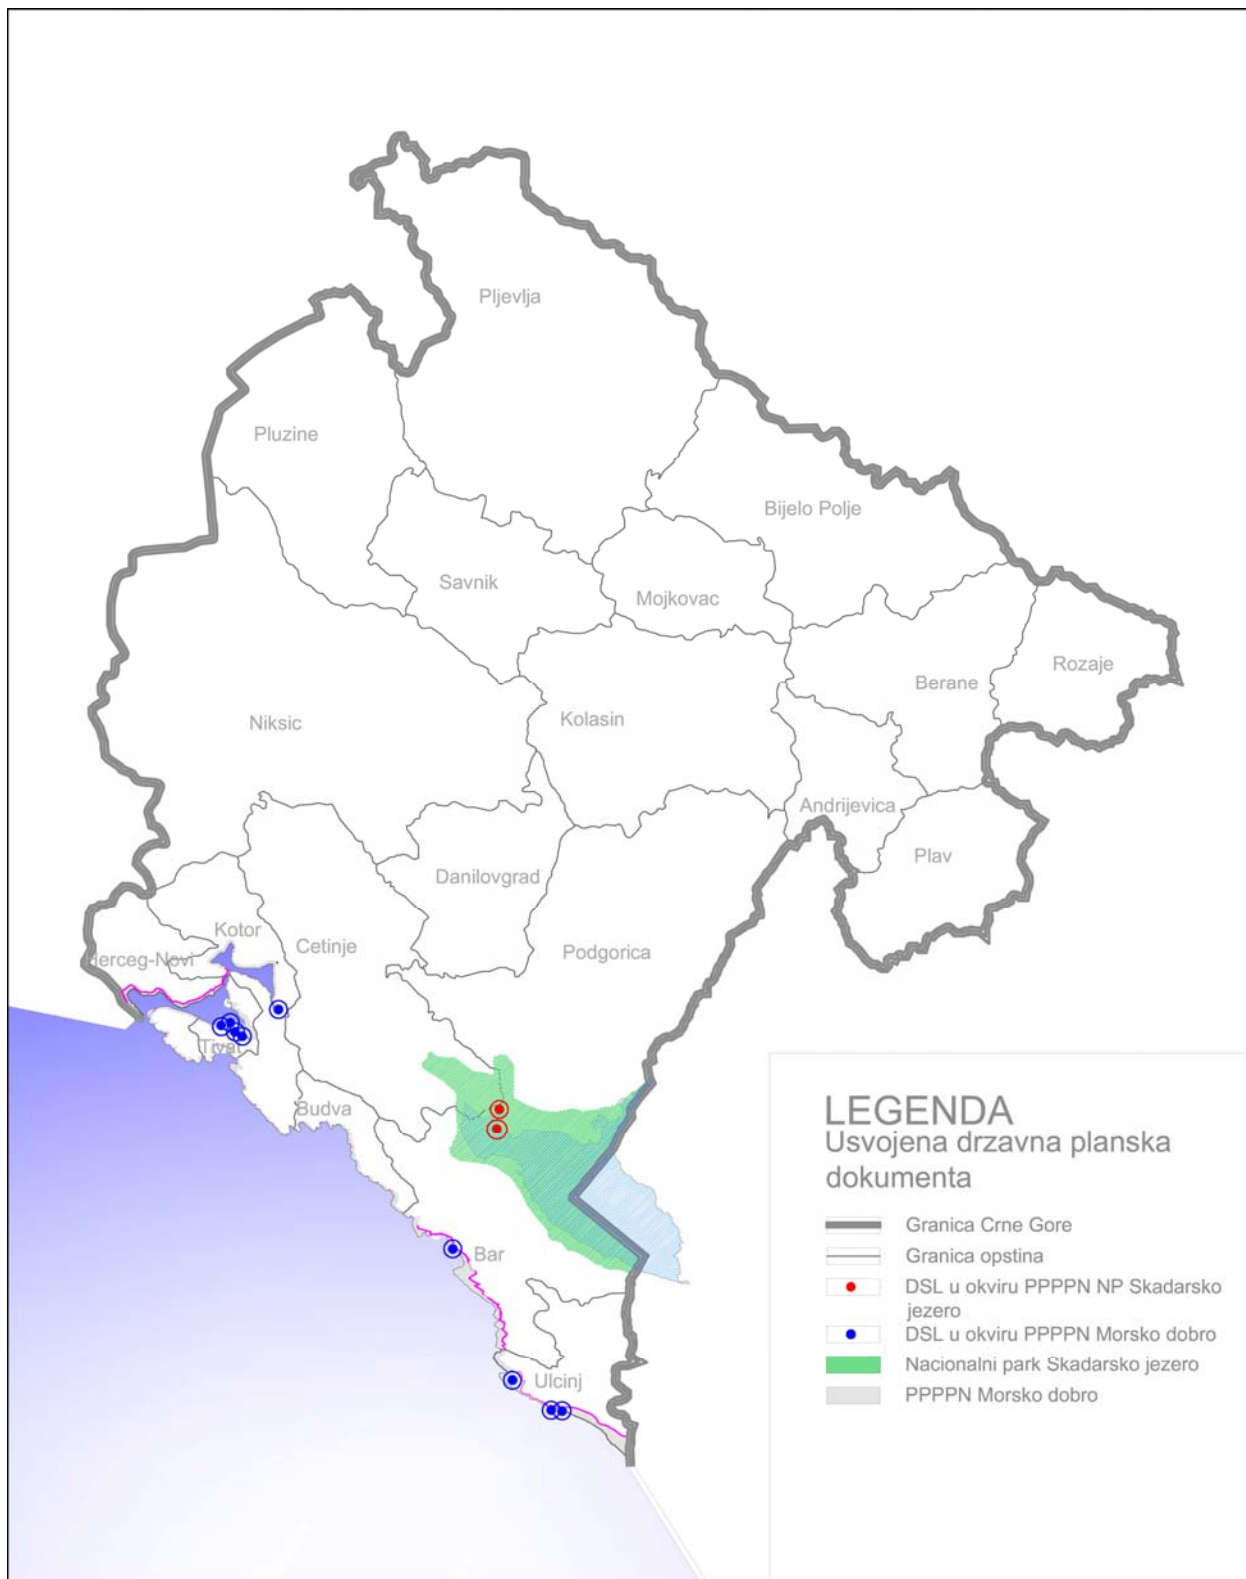 Pljevlja
Pluzine
Bijelo Polje
Savnik
Mojkovac
Rozaje
Berane
Niksic
Kolasin
Andrijevica
Plav
Danilovgrad
Kotor
Cetinje
Podgorica
Herceg-Novi
Tivat
Budva
Bar
Ulcinj
LEGENDA
Usvojena drzavna planska
dokumenta
Granica Crne Gore
Granica opstina
DSL u okviru PPPPN NP Skadarsko
jezero
DSL u okviru PPPPN Morsko dobro
Nacionalni park Skadarsko jezero
PPPPN Morsko dobro